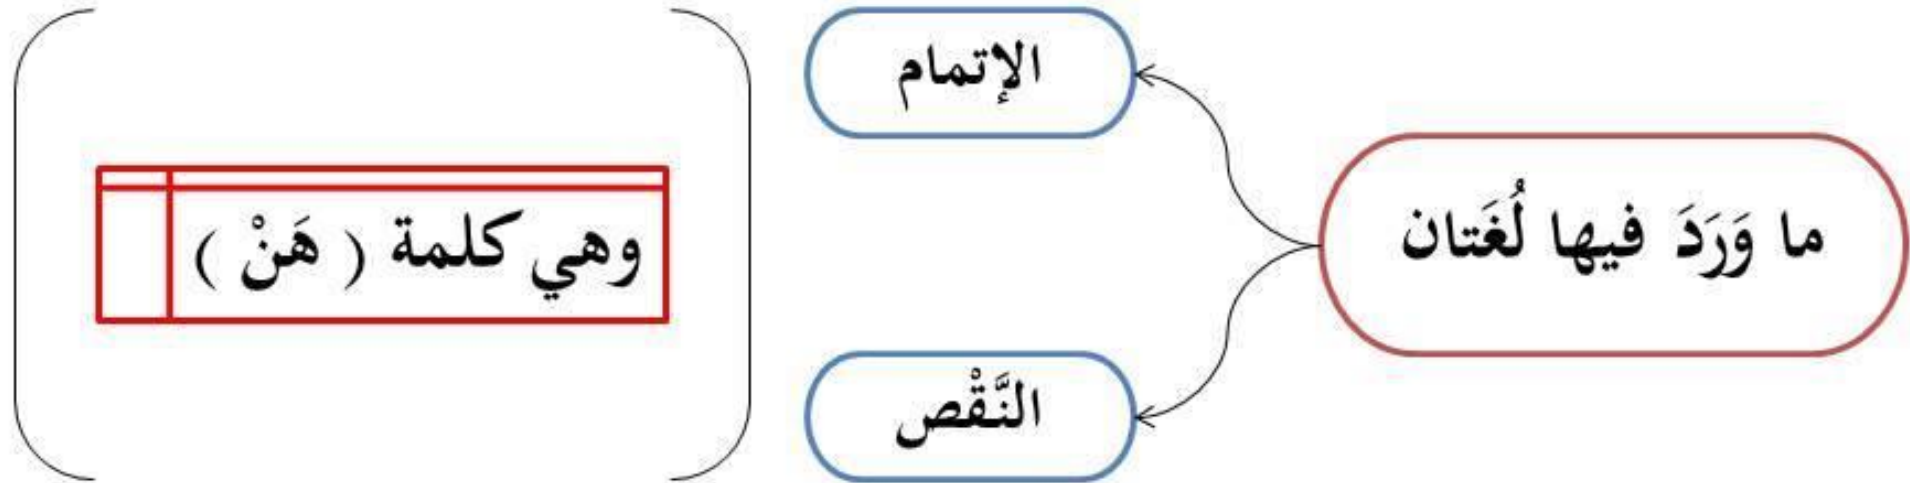 ما وَرَدَ فيها لُغَتان
الإتمام
النَّقْص
وهي كلمة ( هَنْ )